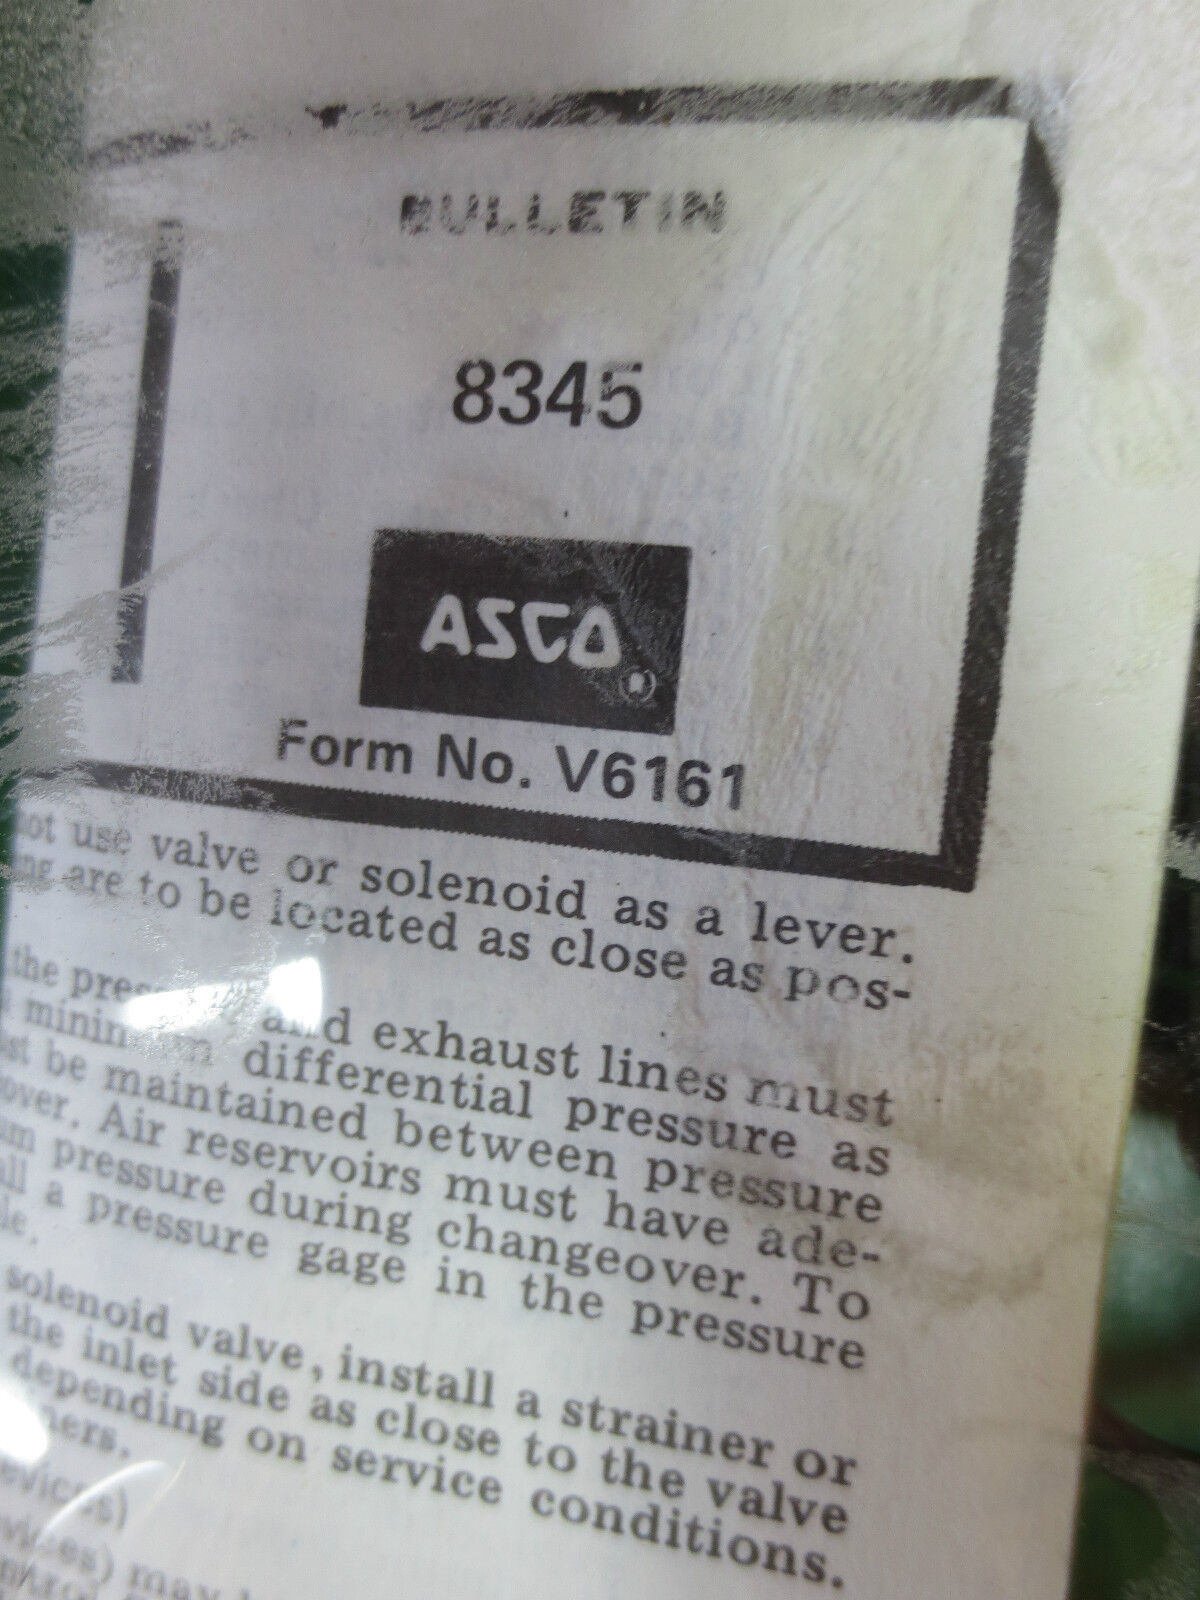 BULLETIN
8345
ASCO
®
Form No. V6161
not use valve or solenoid as a lever.
are to be located as close as pos-
the and exhaust lines must
differential pressure as
be maintained between pressure
Air reservoirs must have ade-
pressure during changeover. To
a pressure gage in the pressure
solenoid valve, install a strainer or
the inlet side as close to the valve
depending on service conditions.
may